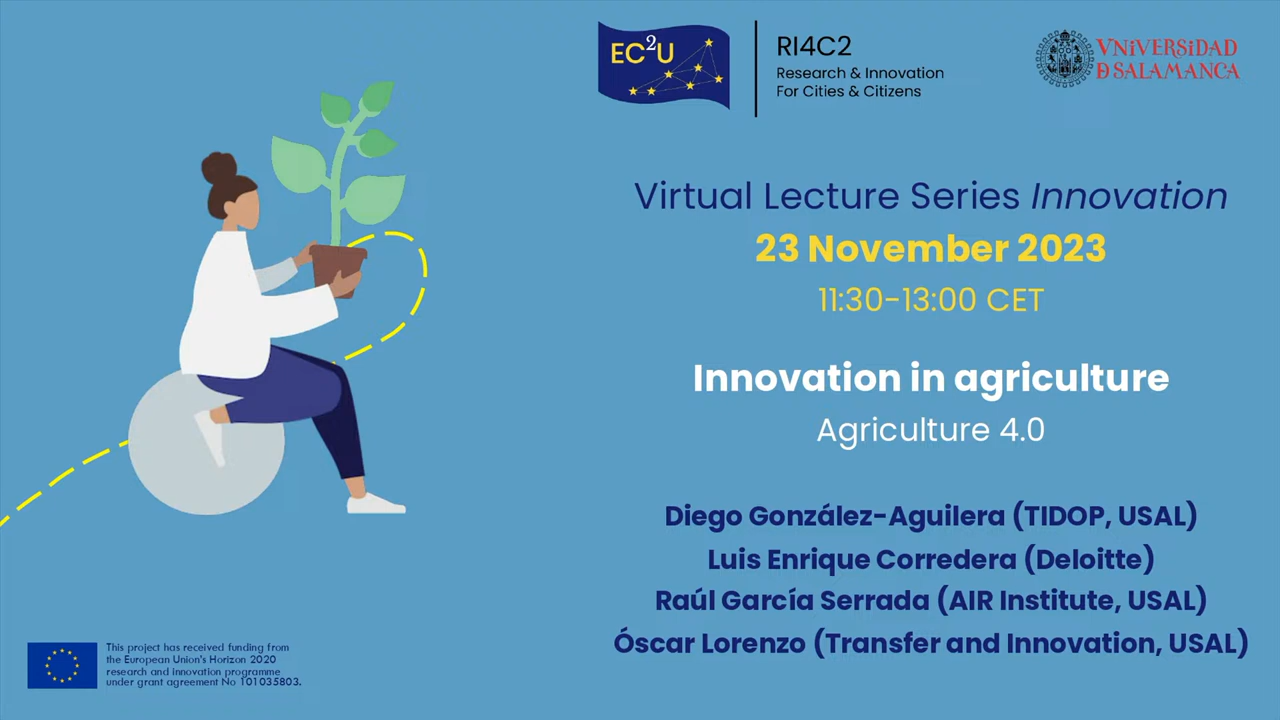 EC²U
RI4C2
Research & Innovation
For Cities & Citizens
VNiVERSiDAD
Ð SALAMANCA
Virtual Lecture Series Innovation
23 November 2023
11:30-13:00 CET
Innovation in agriculture
Agriculture 4.0
Diego González-Aguilera (TIDOP, USAL)
Luis Enrique Corredera (Deloitte)
Raúl García Serrada (AIR Institute, USAL)
Óscar Lorenzo (Transfer and Innovation, USAL)
This project has received funding from
the European Union's Horizon 2020
research and innovation programme
under grant agreement No 101035803.